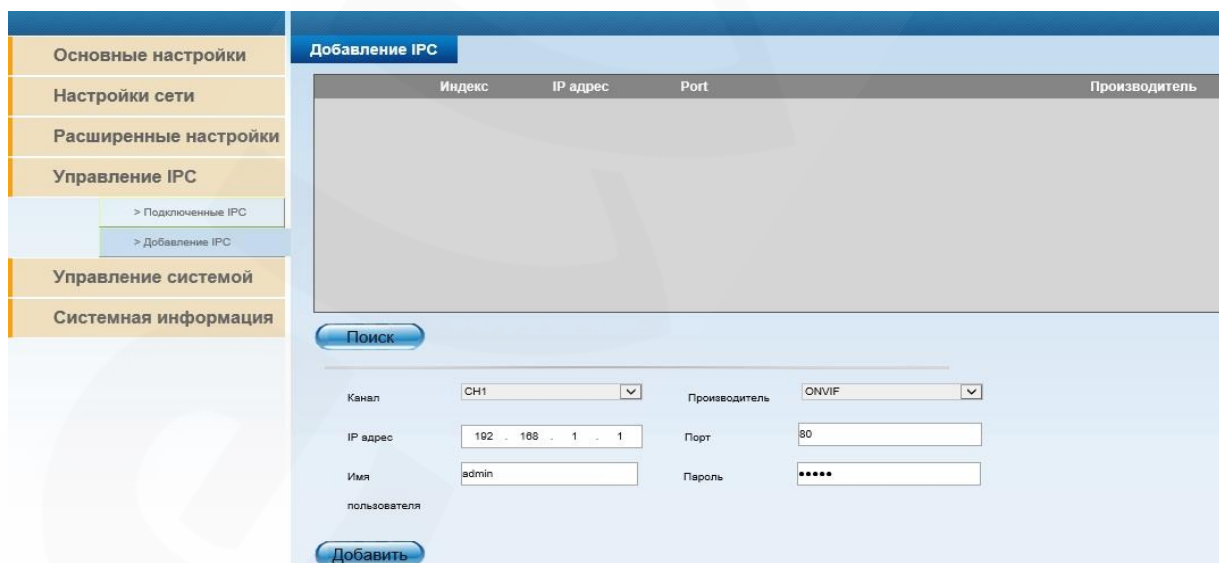 Основные настройки
Настройки сети
Расширенные настройки
Управление IPC
> Подключенные IPC
> Добавление IPC
Управление системой
Системная информация
Добавление IPC
Индекс IP адрес Port Производитель
Поиск
Канал CH1 Производитель ONVIF
IP адрес 192 . 168 . 1 . 1 Порт 80
Имя пользователя admin Пароль •••••
Добавить